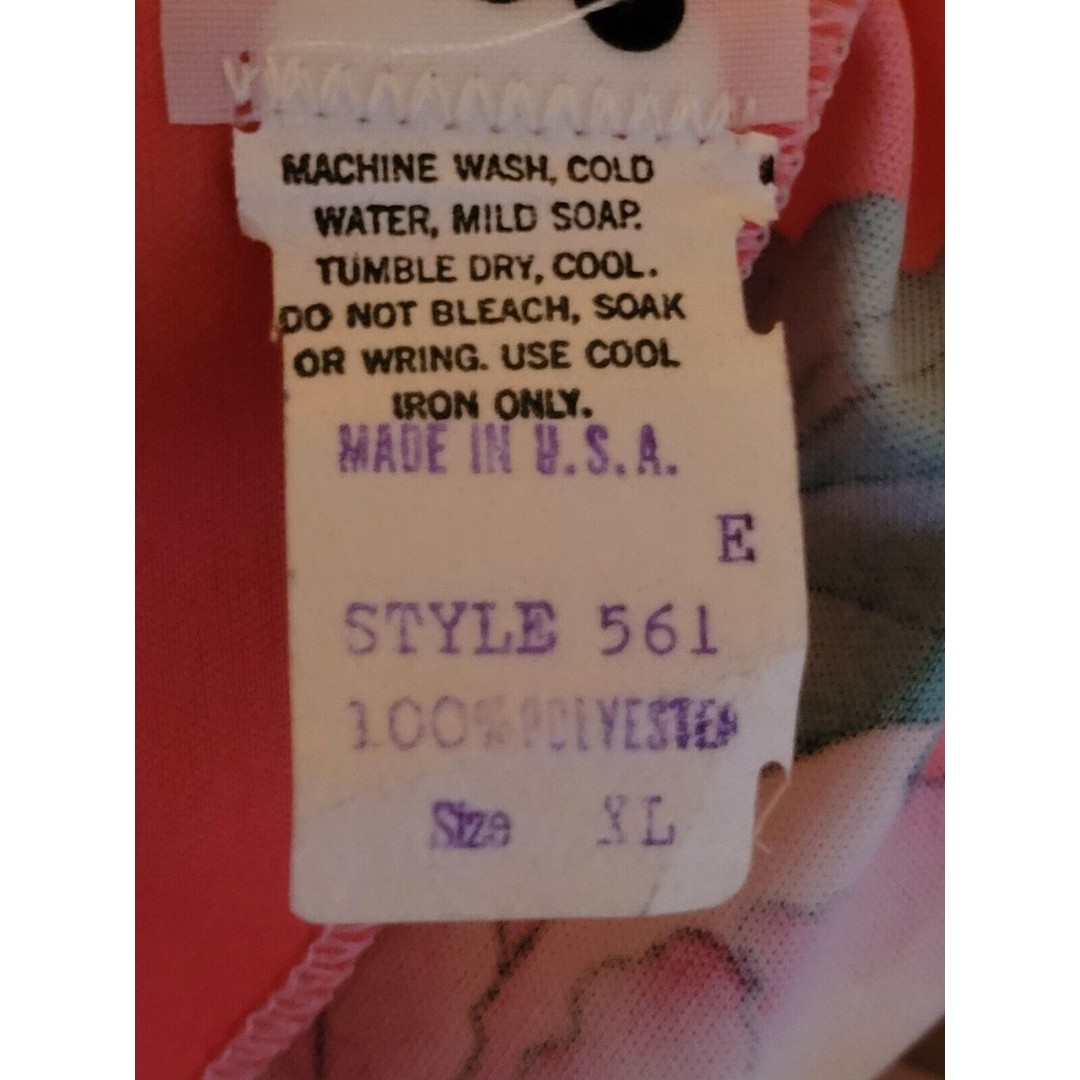 MACHINE WASH, COLD
WATER, MILD SOAP.
TUMBLE DRY, COOL.
DO NOT BLEACH, SOAK
OR WRING. USE COOL
IRON ONLY.
MADE IN U.S.A.
E
STYLE 561
100% POLYESTER
Size XL